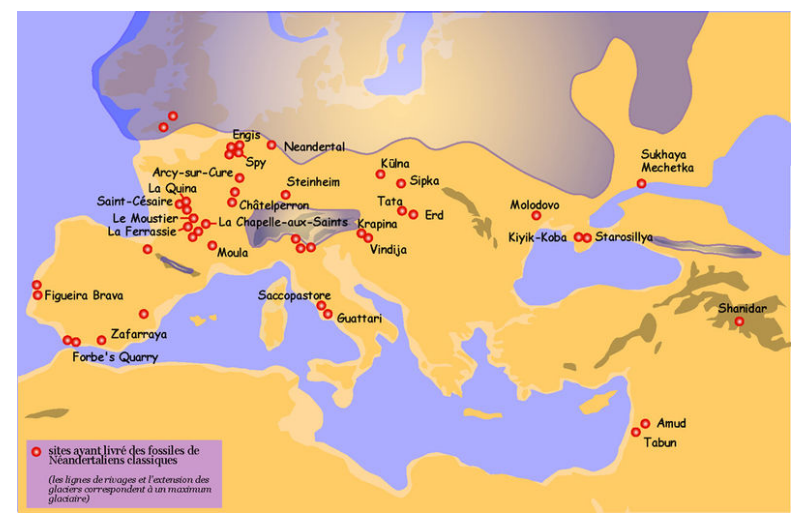 Engis
Neandertal
Spy
Külna
Sukhaya
Mechetka
Arcy-sur-Cure
Sipka
La Quina
Steinheim
Saint-Césaire
Châtelperron
Tata
Molodovo
Le Moustier
La Chapelle-aux-Saints
Erd
La Ferrassie
Krapina
Kiyik-Koba
Starosillya
Moula
Vindija
Figueira Brava
Saccopastore
Guattari
Shanidar
Zafarraya
Forbe's Quarry
Amud
Tabun
sites ayant livré des fossiles de
Néandertaliens classiques
(les lignes de rivages et l'extension des
glaciers correspondent à un maximum
glaciaire)